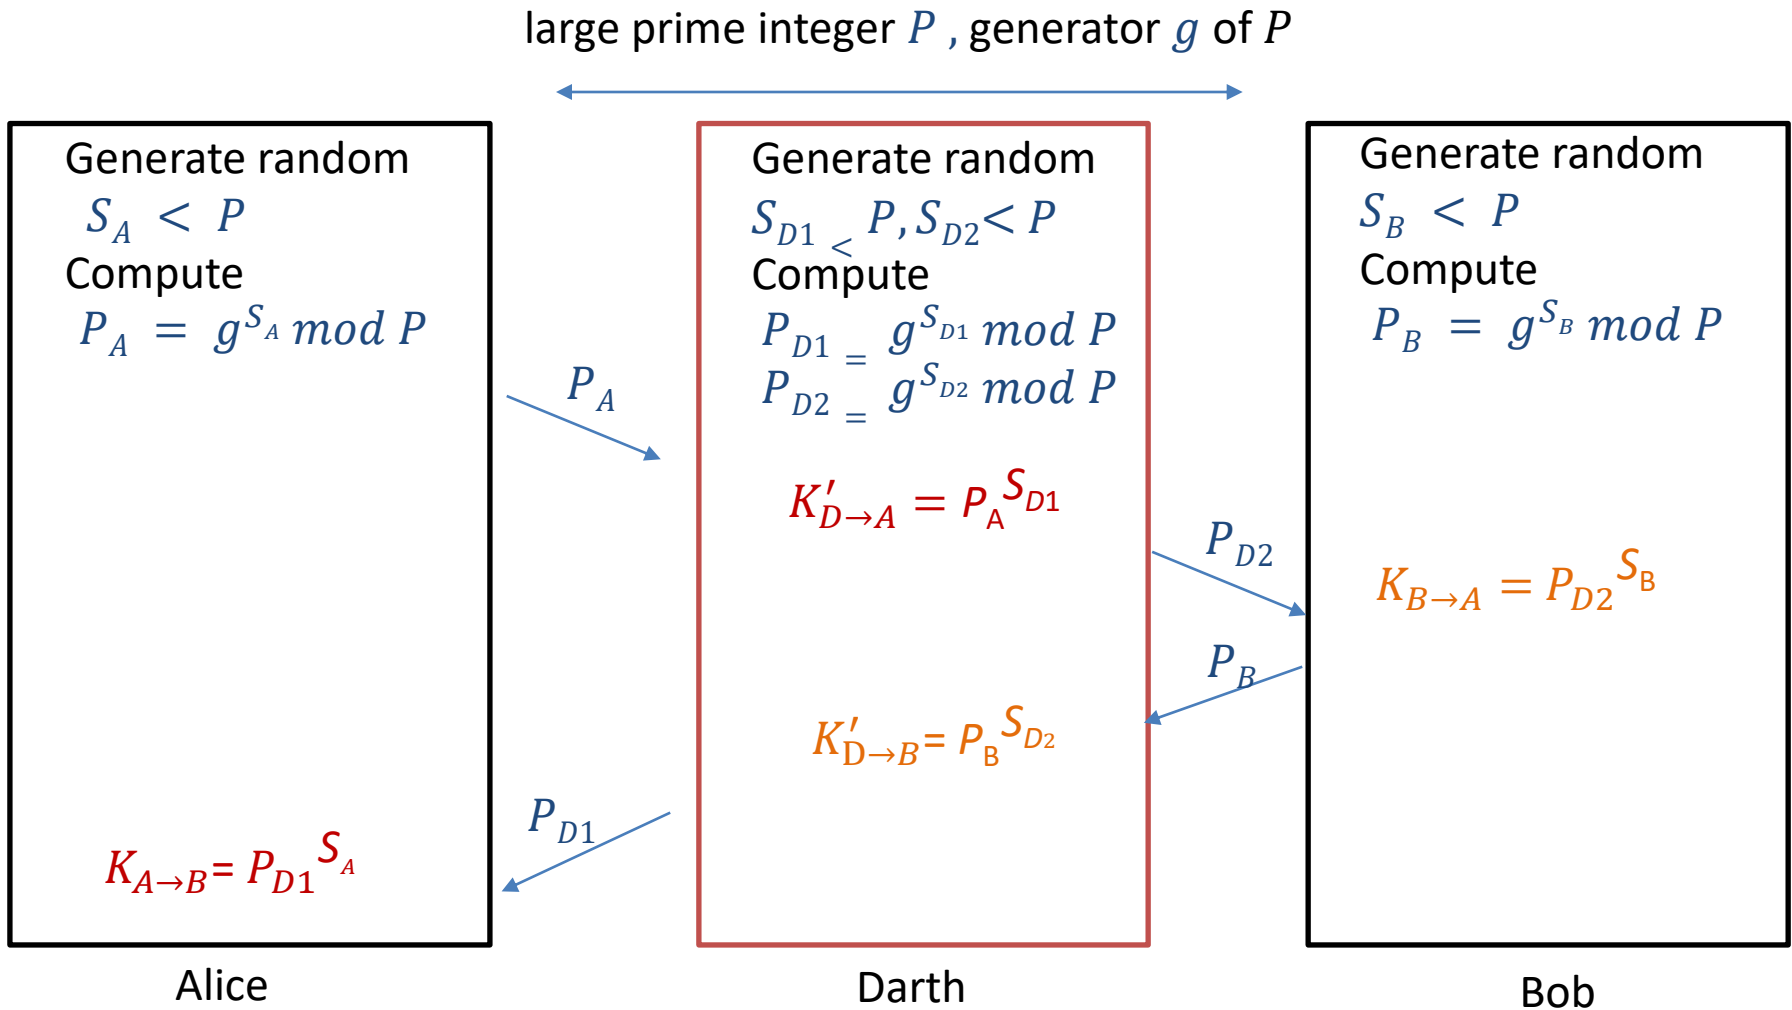 large prime integer P , generator g of P
Generate random
S_A < P
Compute
P_A = g^{S_A} mod P
Alice
P_A
Generate random
S_{D1} < P, S_{D2} < P
Compute
P_{D1} = g^{S_{D1}} mod P
P_{D2} = g^{S_{D2}} mod P
K'_{D→A} = P_A^{S_{D1}}
P_{D2}
Generate random
S_B < P
Compute
P_B = g^{S_B} mod P
K_{B→A} = P_{D2}^{S_B}
P_B
K'_{D→B} = P_B^{S_{D2}}
P_{D1}
K_{A→B} = P_{D1}^{S_A}
Darth
Bob